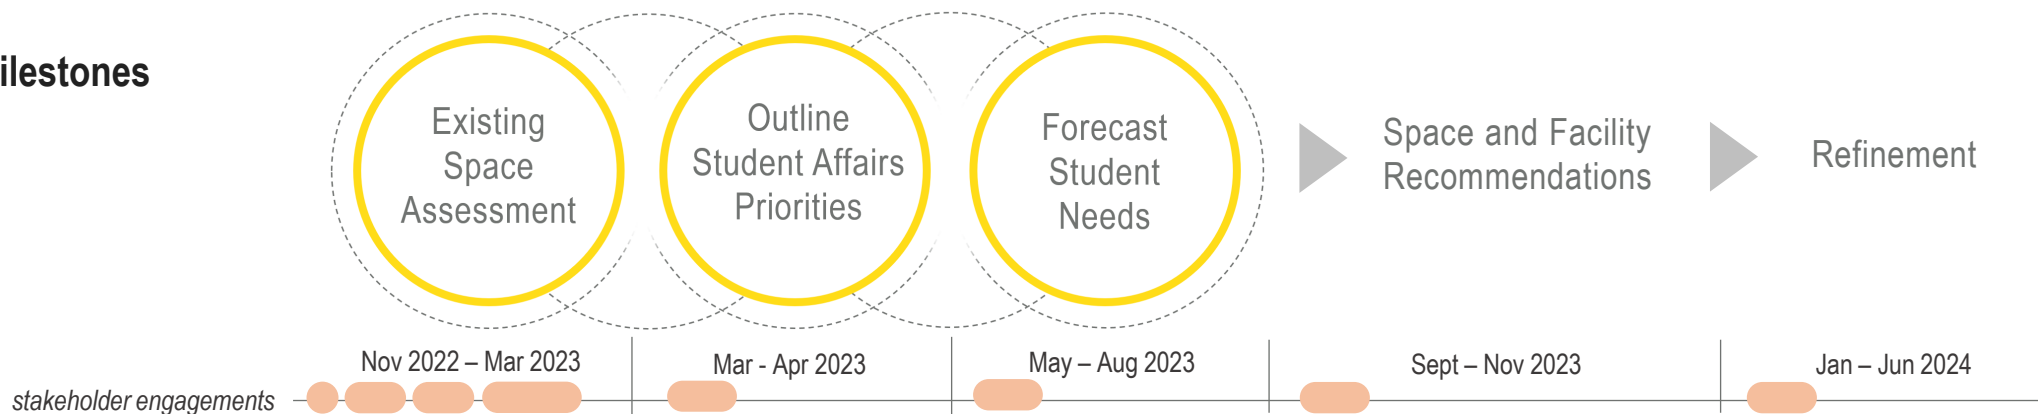 ilestones
Existing
Space
Assessment
Outline
Student Affairs
Priorities
Forecast
Student
Needs
Space and Facility
Recommendations
Refinement
Nov 2022 – Mar 2023
Mar - Apr 2023
May – Aug 2023
Sept – Nov 2023
Jan – Jun 2024
stakeholder engagements